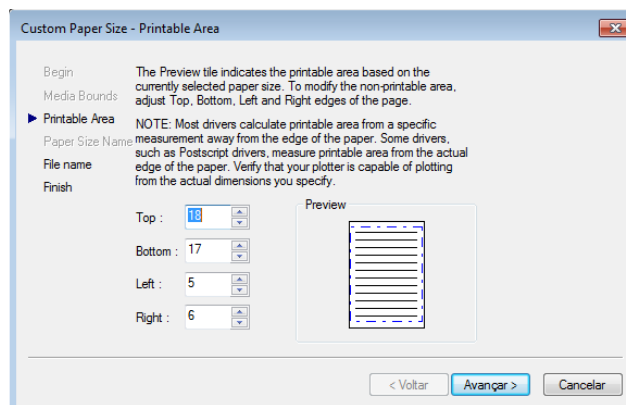 Custom Paper Size - Printable Area
Begin
Media Bounds
Printable Area
Paper Size Name
File name
Finish
The Preview tile indicates the printable area based on the
currently selected paper size. To modify the non-printable area,
adjust Top, Bottom, Left and Right edges of the page.
NOTE: Most drivers calculate printable area from a specific
measurement away from the edge of the paper. Some drivers,
such as Postscript drivers, measure printable area from the actual
edge of the paper. Verify that your plotter is capable of plotting
from the actual dimensions you specify.
Top : 18
Bottom : 17
Left : 5
Right : 6
Preview
< Voltar
Avançar >
Cancelar